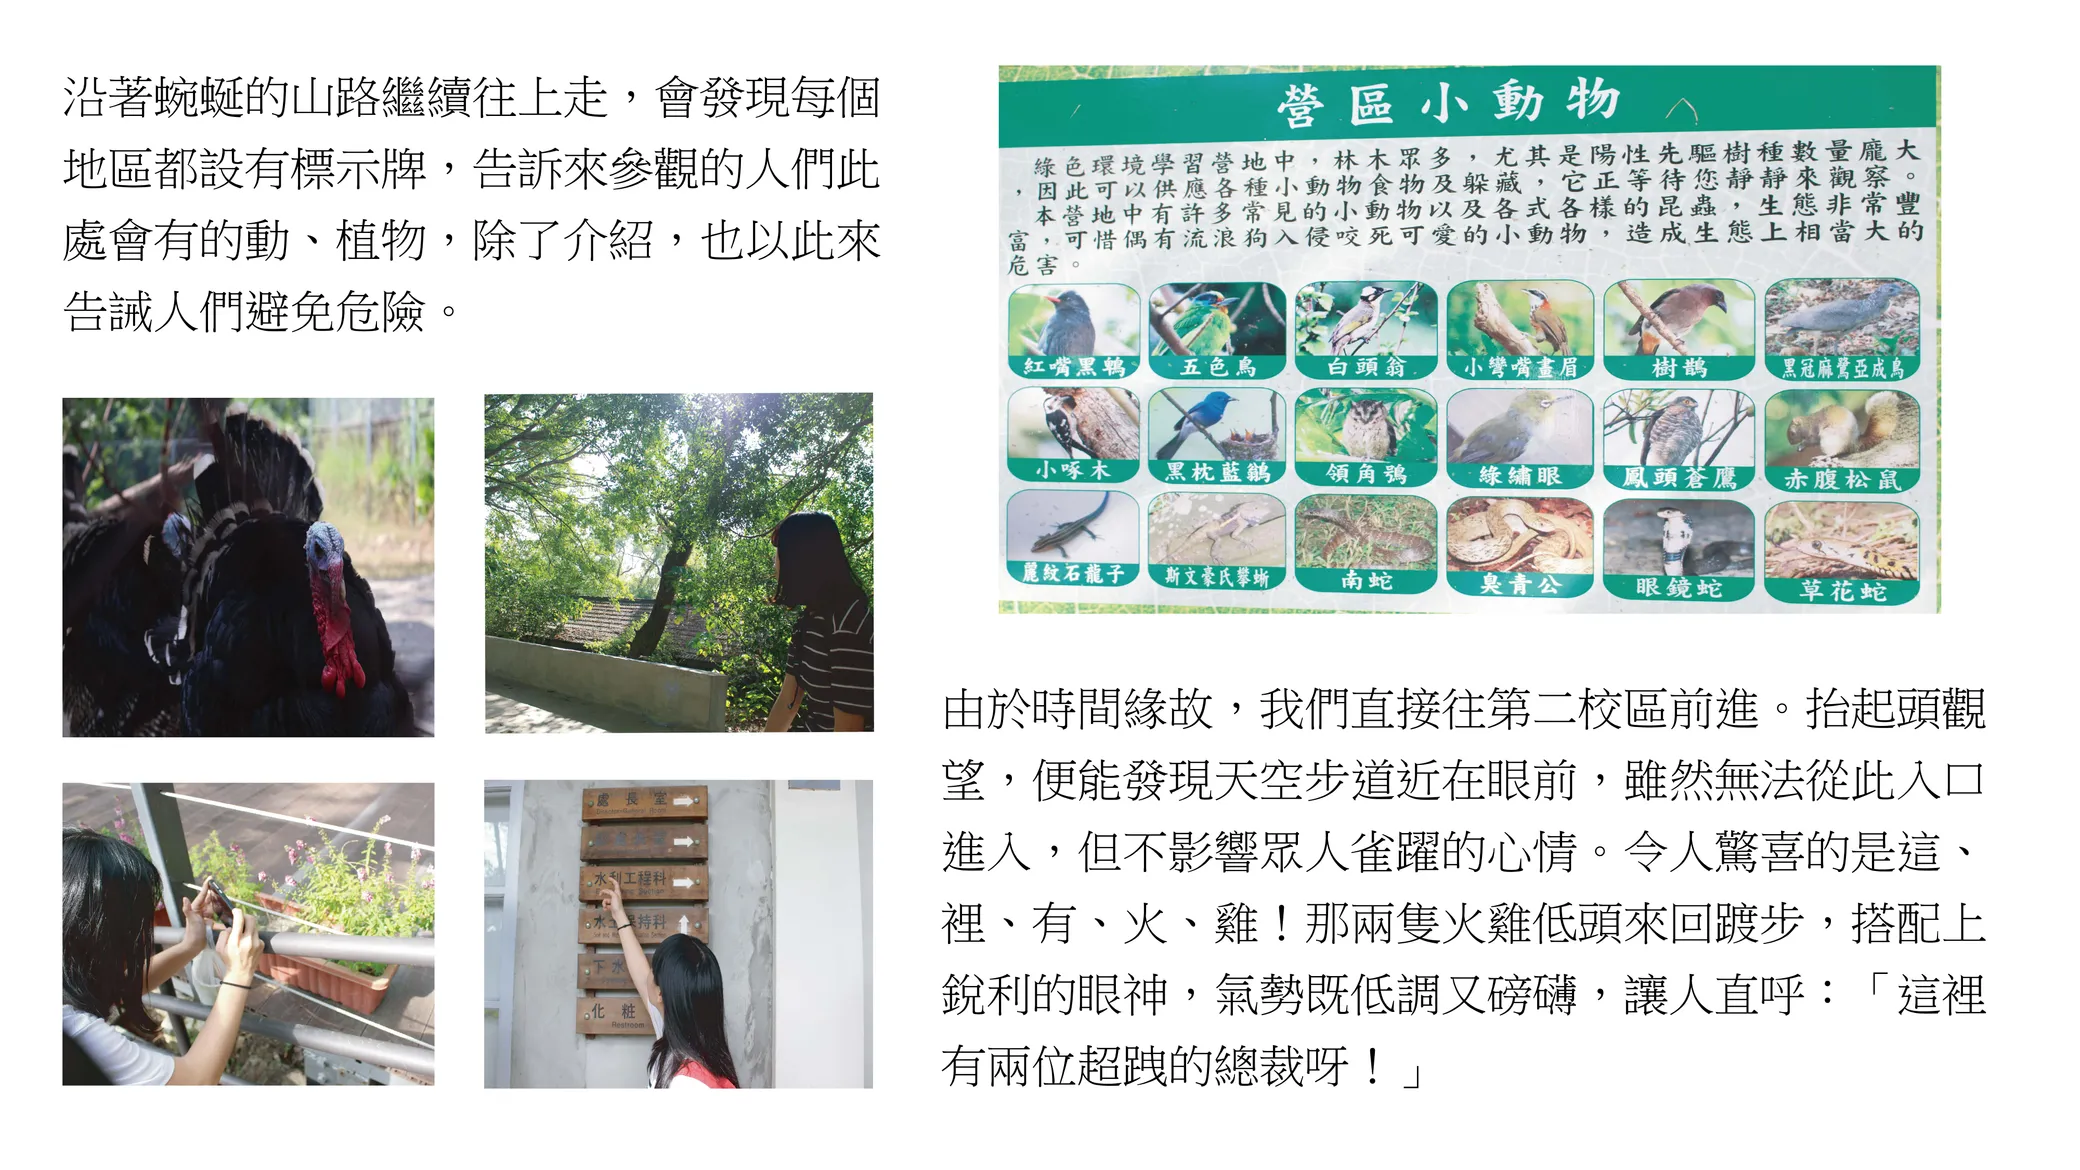 沿著蜿蜒的山路繼續往上走，會發現每個
地區都設有標示牌，告訴來參觀的人們此
處會有的動、植物，除了介紹，也以此來
告誡人們避免危險。
營區小動物
綠色環境學習營地中，林木眾多，尤其是陽性先驅樹種數量龐大
，因此可以供應各種小動物食物及躲藏，它正等待您靜靜來觀察。
本營地中有許多常見的小動物以及各式各樣的昆蟲，生態非常豐
富，可惜偶有流浪狗入侵咬死可愛的小動物，造成生態上相當大的
危害。
紅嘴黑鵯 五色鳥 白頭翁 小彎嘴畫眉 樹鵲 黑冠麻鷺亞成鳥
小啄木 黑枕藍鶲 領角鴞 綠繡眼 鳳頭蒼鷹 赤腹松鼠
麗紋石龍子 斯文豪氏攀蜥 南蛇 臭青公 眼鏡蛇 草花蛇
處長室
水利工程科
水土保持科
下水
化粧
Restroom
由於時間緣故，我們直接往第二校區前進。抬起頭觀
望，便能發現天空步道近在眼前，雖然無法從此入口
進入，但不影響眾人雀躍的心情。令人驚喜的是這、
裡、有、火、雞！那兩隻火雞低頭來回踱步，搭配上
銳利的眼神，氣勢既低調又磅礴，讓人直呼：「這裡
有兩位超跩的總裁呀！」